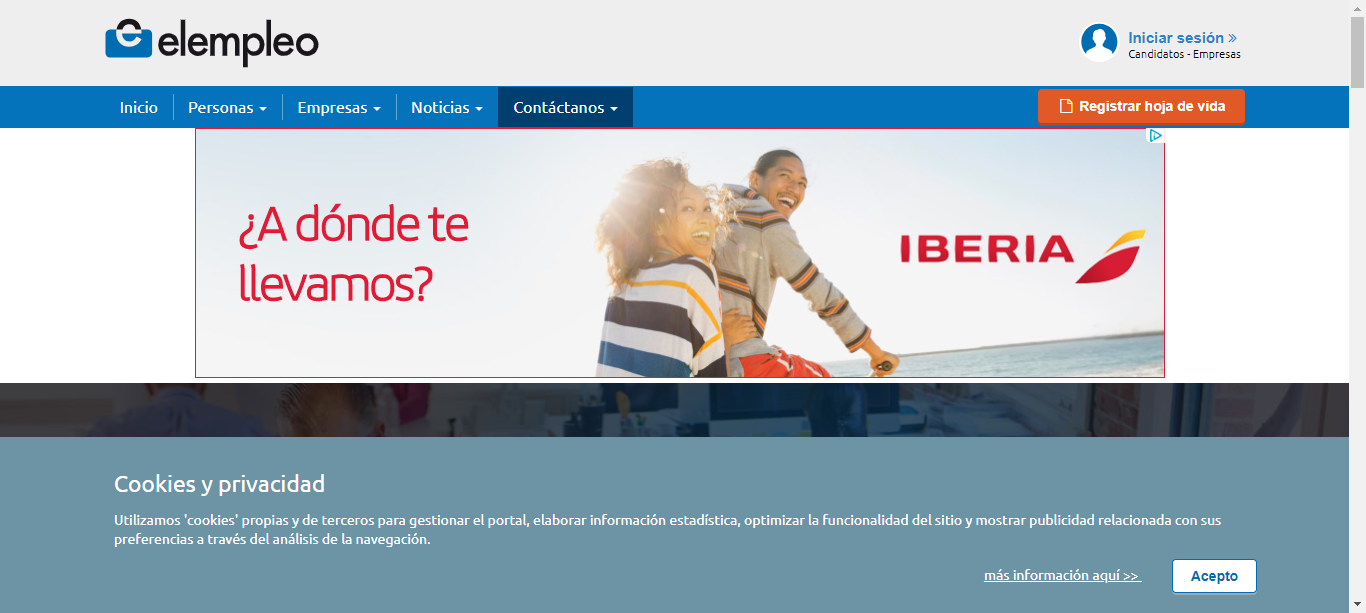 elempleo
Iniciar sesión »
Candidatos - Empresas
Inicio
Personas
Empresas
Noticias
Contáctanos
Registrar hoja de vida
¿A dónde te
llevamos?
IBERIA
Cookies y privacidad
Utilizamos 'cookies' propias y de terceros para gestionar el portal, elaborar información estadística, optimizar la funcionalidad del sitio y mostrar publicidad relacionada con sus
preferencias a través del análisis de la navegación.
más información aquí >>
Acepto